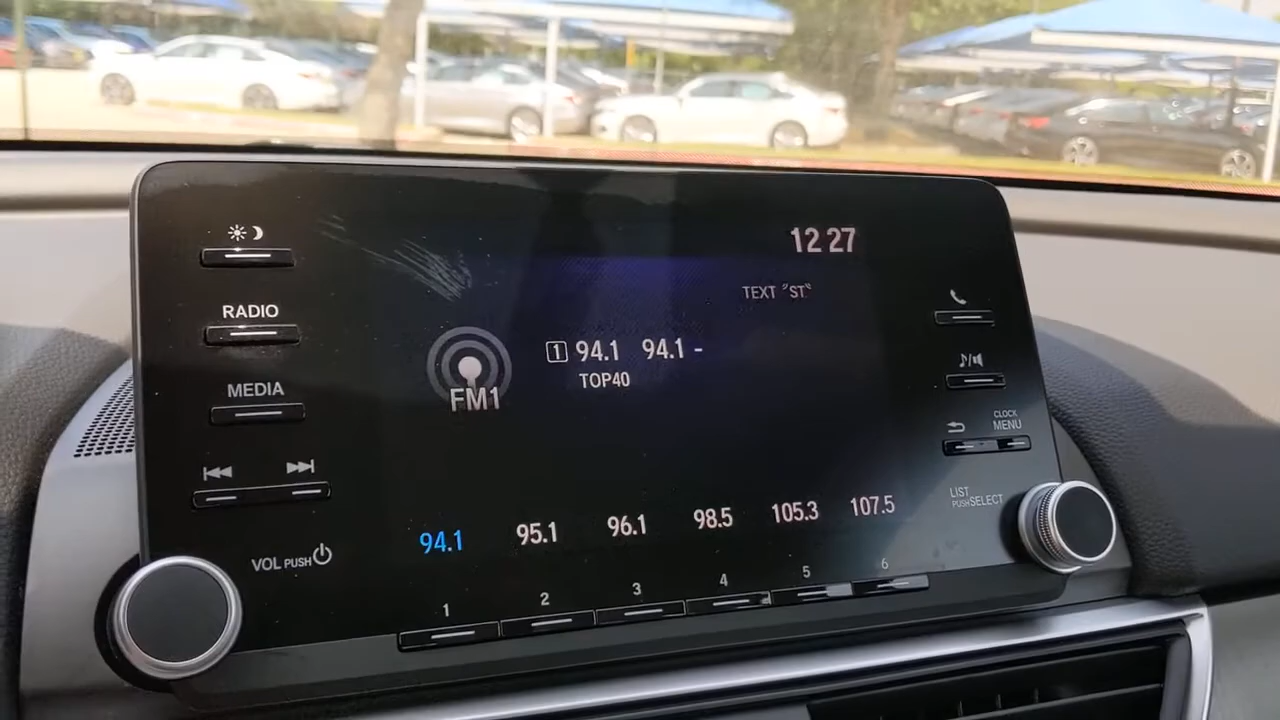 12 27
RADIO
TEXT "ST"
1 94.1 94.1 -
TOP40
FM1
MEDIA
CLOCK
MENU
LIST
PUSH SELECT
94.1 95.1 96.1 98.5 105.3 107.5
VOL PUSH
1 2 3 4 5 6